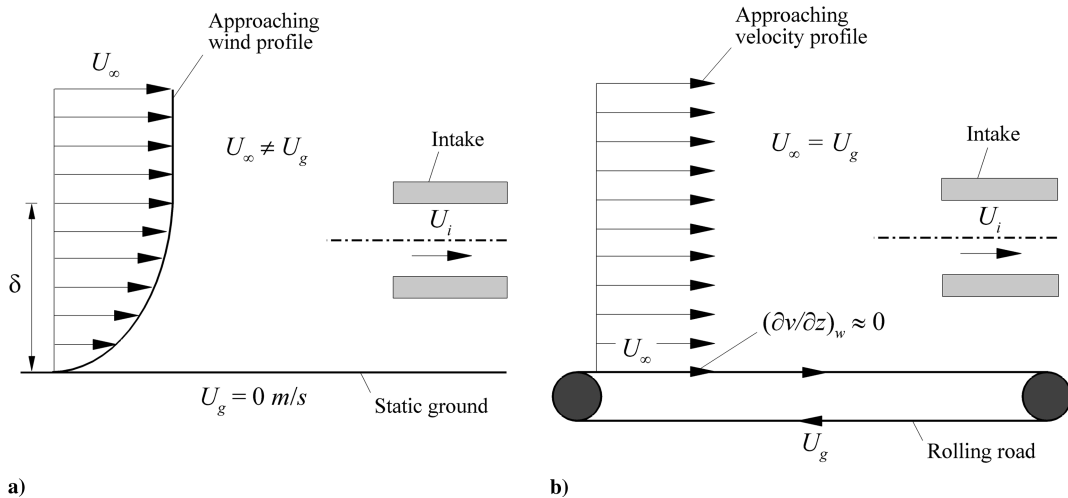 Approaching
wind profile
U∞
U∞ ≠ Ug
Intake
Ui
δ
Ug = 0 m/s
Static ground
a)
Approaching
velocity profile
U∞ = Ug
Intake
Ui
(∂v/∂z)w ≈ 0
U∞
Ug
Rolling road
b)